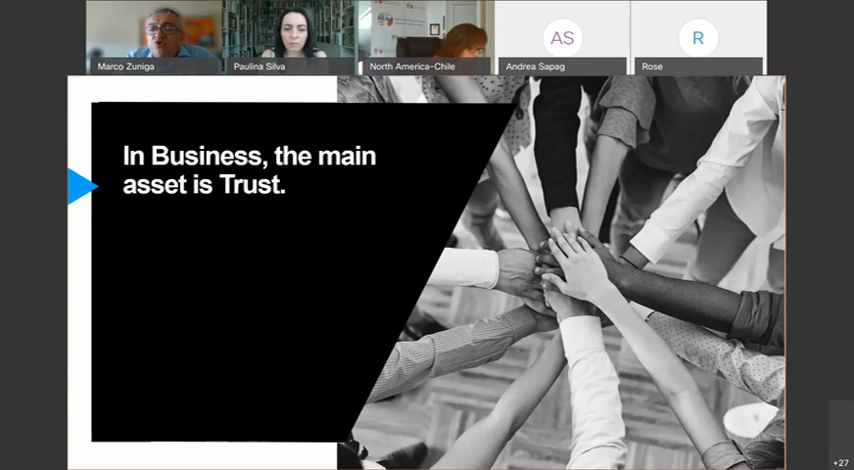 Marco Zuniga
Paulina Silva
North America-Chile
AS
Andrea Sapag
R
Rose
In Business, the main
asset is Trust.
+27